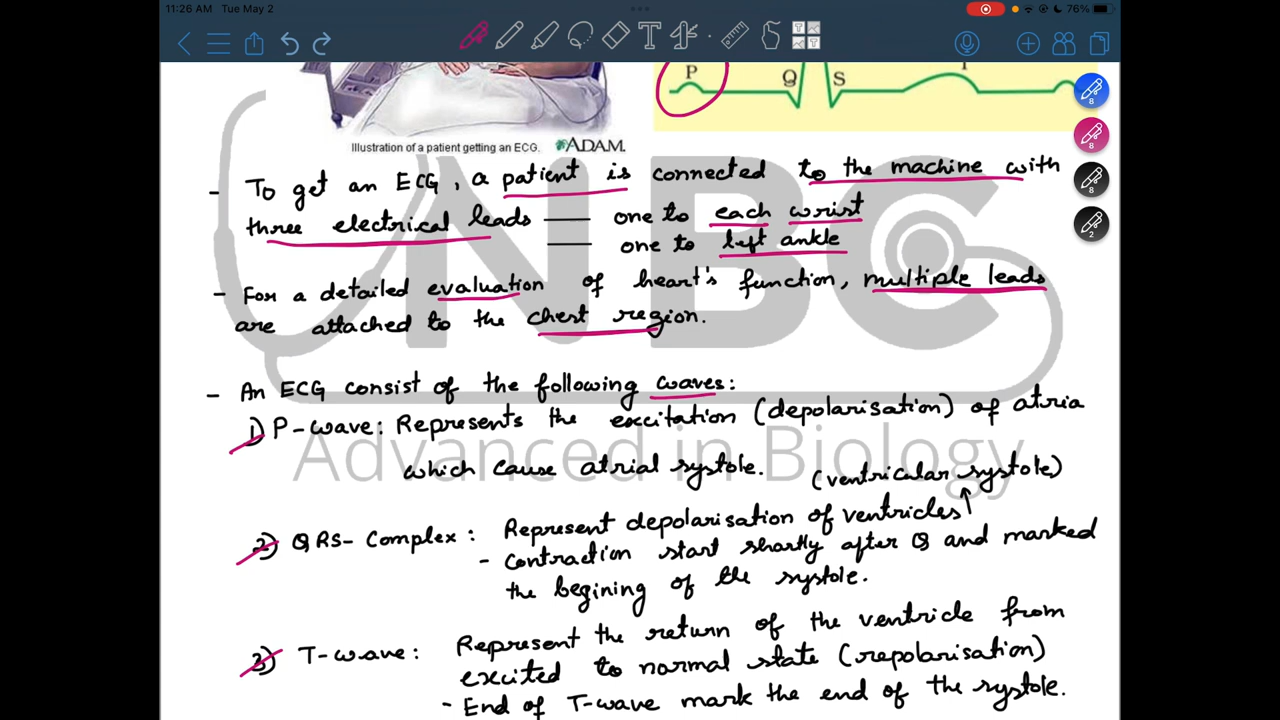 11:26 AM Tue May 2
76%
P
Q
S
Illustration of a patient getting an ECG. ADAM.
- To get an ECG, a patient is connected to the machine with
three electrical leads — one to each wrist
— one to left ankle
- For a detailed evaluation of heart's function, multiple leads
are attached to the chest region.
- An ECG consist of the following waves:
1) P-wave: Represents the excitation (depolarisation) of atria
which cause atrial systole.
(ventricular systole)
2) QRS-Complex: Represent depolarisation of ventricles
- Contraction start shortly after Q and marked
the begining of the systole.
3) T-wave: Represent the return of the ventricle from
excited to normal state (repolarisation)
- End of T-wave mark the end of the systole.
NBC
Advanced in Biology
8
8
8
2